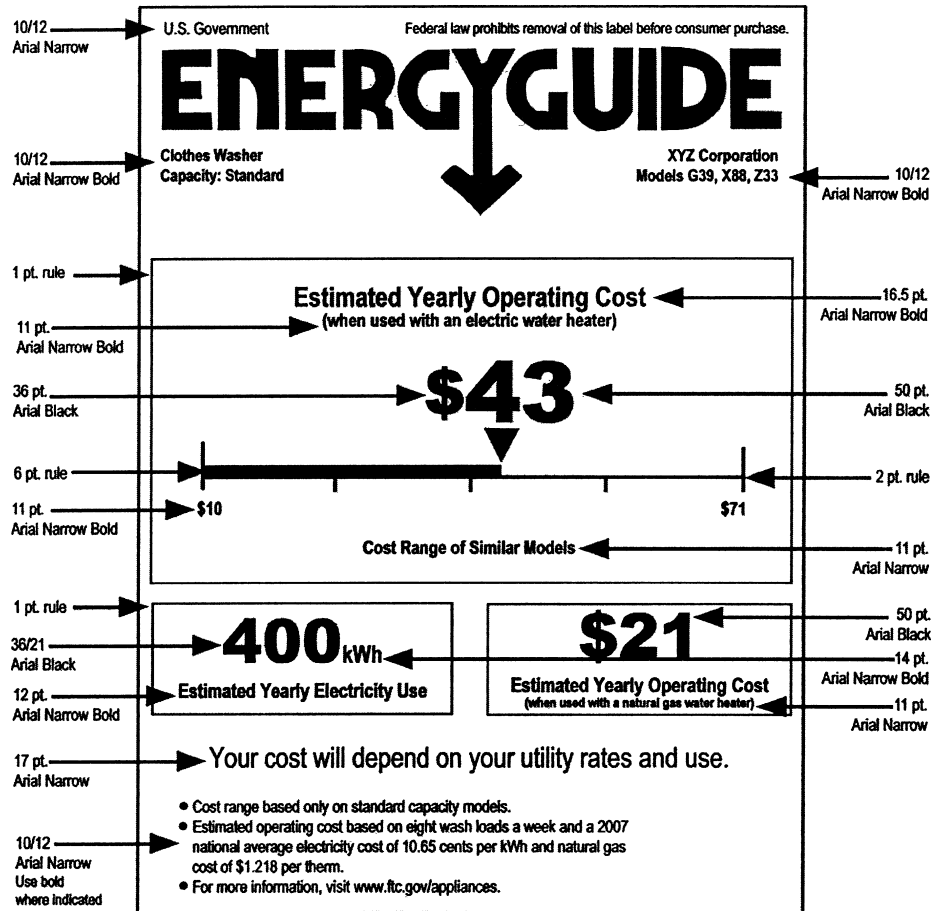 10/12
Arial Narrow
U.S. Government
Federal law prohibits removal of this label before consumer purchase.
ENERGYGUIDE
10/12
Arial Narrow Bold
Clothes Washer
Capacity: Standard
XYZ Corporation
Models G39, X88, Z33
10/12
Arial Narrow Bold
1 pt. rule
Estimated Yearly Operating Cost
16.5 pt.
Arial Narrow Bold
11 pt.
Arial Narrow Bold
(when used with an electric water heater)
36 pt.
Arial Black
$43
50 pt.
Arial Black
6 pt. rule
2 pt. rule
11 pt.
Arial Narrow Bold
$10
$71
Cost Range of Similar Models
11 pt.
Arial Narrow
1 pt. rule
36/21
Arial Black
400 kWh
$21
50 pt.
Arial Black
14 pt.
Arial Narrow Bold
12 pt.
Arial Narrow Bold
Estimated Yearly Electricity Use
Estimated Yearly Operating Cost
(when used with a natural gas water heater)
11 pt.
Arial Narrow
17 pt.
Arial Narrow
Your cost will depend on your utility rates and use.
10/12
Arial Narrow
Use bold
where indicated
● Cost range based only on standard capacity models.
● Estimated operating cost based on eight wash loads a week and a 2007
national average electricity cost of 10.65 cents per kWh and natural gas
cost of $1.218 per therm.
● For more information, visit www.ftc.gov/appliances.